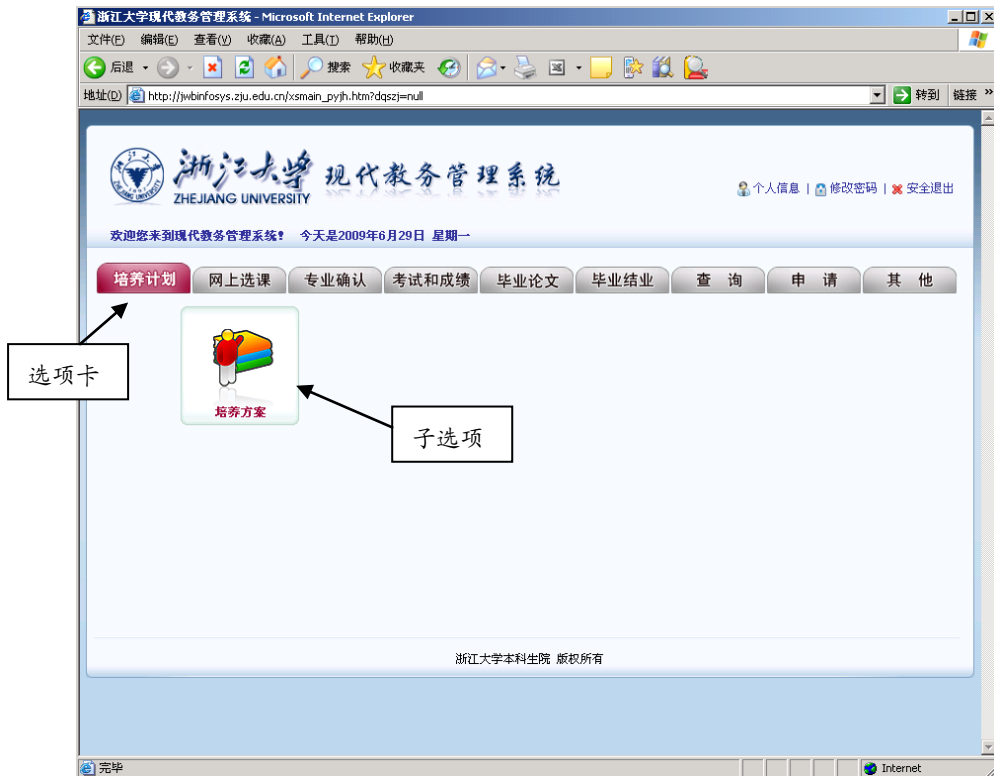 浙江大学现代教务管理系统 - Microsoft Internet Explorer
文件(F) 编辑(E) 查看(V) 收藏(A) 工具(T) 帮助(H)
后退 搜索 收藏夹
地址(D) http://jwbinfosys.zju.edu.cn/xsmain_pyjh.htm?dqszj=null 转到 链接 »
浙江大学 现代教务管理系统
ZHEJIANG UNIVERSITY
个人信息 | 修改密码 | 安全退出
欢迎您来到现代教务管理系统! 今天是2009年6月29日 星期一
培养计划 网上选课 专业确认 考试和成绩 毕业论文 毕业结业 查 询 申 请 其 他
选项卡
培养方案
子选项
浙江大学本科生院 版权所有
完毕 Internet